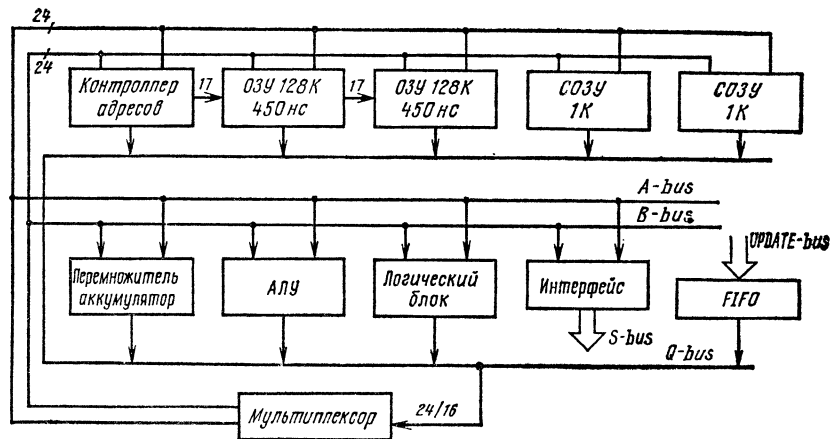 24
24
Контроллер
адресов
17
ОЗУ 128К
450 нс
17
ОЗУ 128К
450 нс
СОЗУ
1К
СОЗУ
1К
A-bus
B-bus
UPDATE-bus
Перемножитель
аккумулятор
АЛУ
Логический
блок
Интерфейс
FIFO
S-bus
Q-bus
Мультиплексор
24/16